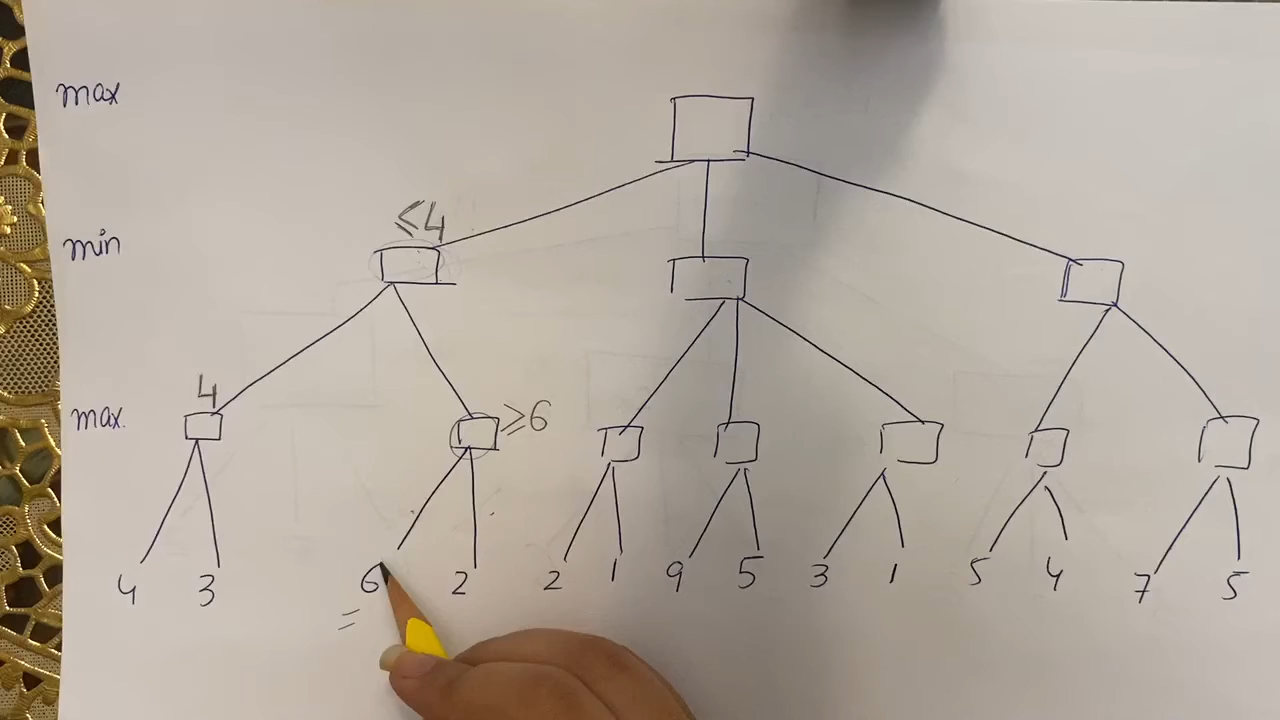 max
≤4
min
4
max.
≥6
4 3 6 2 2 1 9 5 3 1 5 4 7 5
=